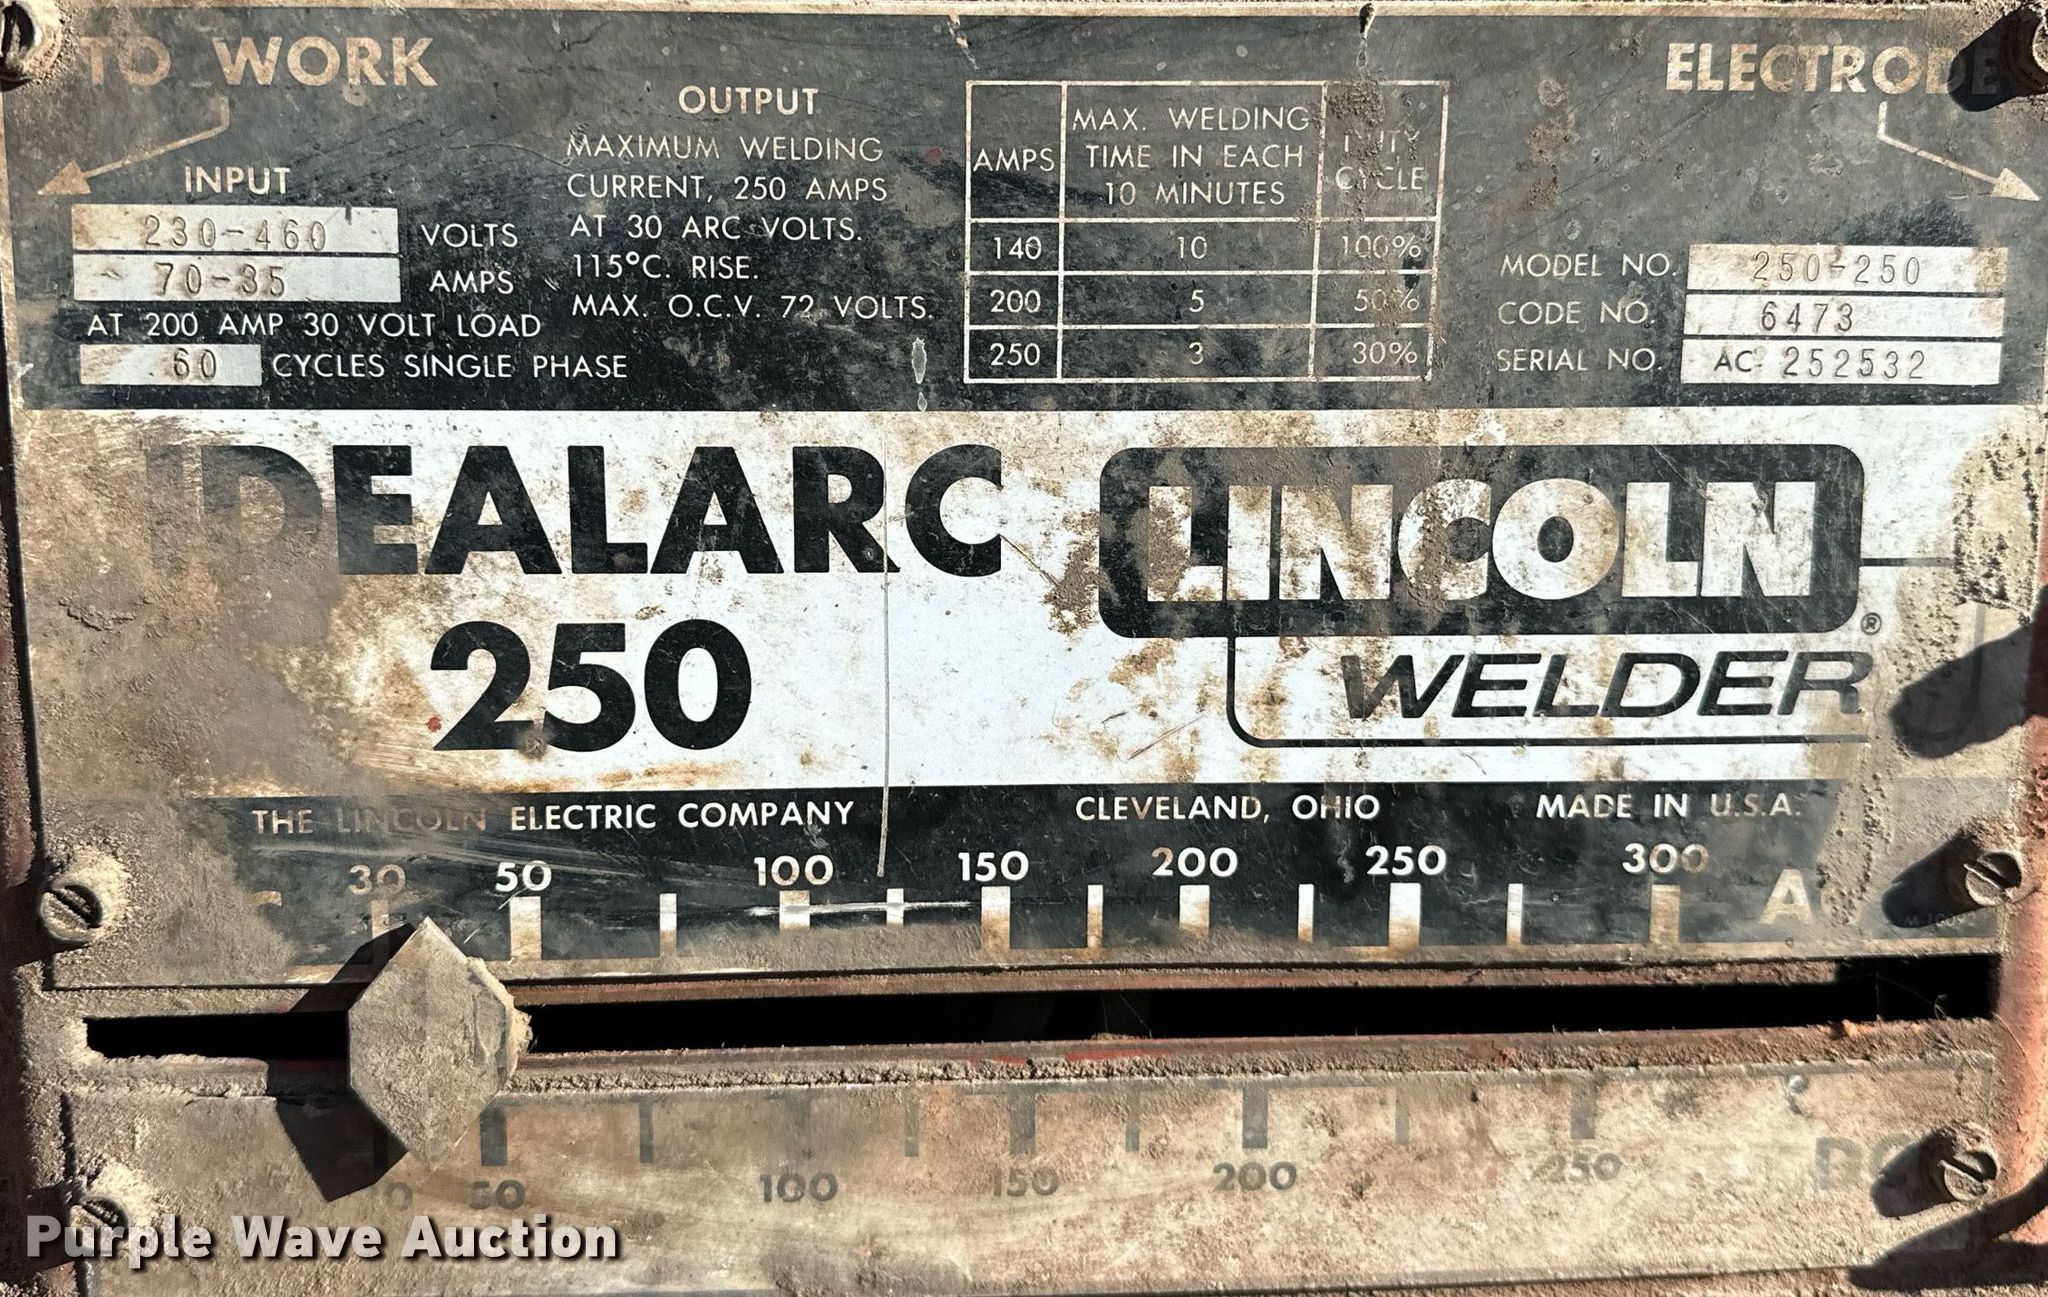 TO WORK
ELECTRODE
INPUT
230-460 VOLTS
70-35 AMPS
AT 200 AMP 30 VOLT LOAD
60 CYCLES SINGLE PHASE
OUTPUT
MAXIMUM WELDING
CURRENT, 250 AMPS
AT 30 ARC VOLTS.
115°C. RISE.
MAX. O.C.V. 72 VOLTS.
AMPS MAX. WELDING TIME IN EACH 10 MINUTES DUTY CYCLE
140 10 100%
200 5 50%
250 3 30%
MODEL NO. 250-250
CODE NO. 6473
SERIAL NO. AC- 252532
IDEALARC
250
LINCOLN ®
WELDER
THE LINCOLN ELECTRIC COMPANY CLEVELAND, OHIO MADE IN U.S.A.
30 50 100 150 200 250 300 A
50 100 150 200 250 DC
Purple Wave Auction